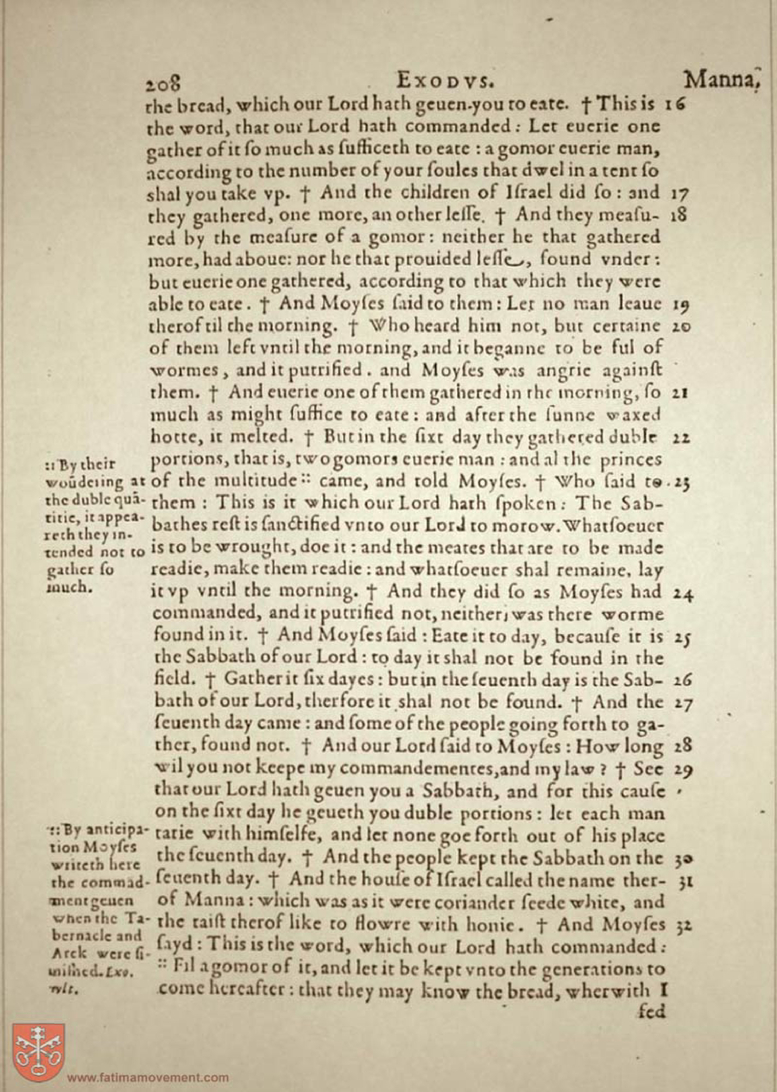 208 EXODVS. Manna.
the bread, which our Lord hath geuen you to eate. † This is 16
the word, that our Lord hath commanded: Let euerie one
gather of it ſo much as ſufficeth to eate: a gomor euerie man,
according to the number of your ſoules that dwel in a tent ſo
shal you take vp. † And the children of Iſrael did ſo: and 17
they gathered, one more, an other leſſe. † And they meaſu- 18
red by the meaſure of a gomor: neither he that gathered
more, had aboue: nor he that prouided leſſe, found vnder:
but euerie one gathered, according to that which they were
able to eate. † And Moyſes ſaid to them: Let no man leaue 19
therof til the morning. † Who heard him not, but certaine 20
of them left vntil the morning, and it beganne to be ful of
wormes, and it putrified. and Moyſes was angrie againſt
them. † And euerie one of them gathered in the morning, ſo 21
much as might ſuffice to eate: and after the ſunne waxed
hotte, it melted. † But in the ſixt day they gathered duble 22
portions, that is, two gomors euerie man: and al the princes
of the multitude :: came, and told Moyſes. † Who ſaid to 23
them: This is it which our Lord hath ſpoken: The Sab-
bathes reſt is ſanctified vnto our Lord to morow. Whatſoeuer
is to be wrought, doe it: and the meates that are to be made
readie, make them readie: and whatſoeuer shal remaine, lay
it vp vntil the morning. † And they did ſo as Moyſes had 24
commanded, and it putrified not, neither was there worme
found in it. † And Moyſes ſaid: Eate it to day, becauſe it is 25
the Sabbath of our Lord: to day it shal not be found in the
field. † Gather it ſix dayes: but in the ſeuenth day is the Sab- 26
bath of our Lord, therfore it shal not be found. † And the 27
ſeuenth day came: and ſome of the people going forth to ga-
ther, found not. † And our Lord ſaid to Moyſes: How long 28
wil you not keepe my commandementes, and my law? † See 29
that our Lord hath geuen you a Sabbath, and for this cauſe
on the ſixt day he geueth you duble portions: let each man
tarie with himſelfe, and let none goe forth out of his place
the ſeuenth day. † And the people kept the Sabbath on the 30
ſeuenth day. † And the houſe of Iſrael called the name ther- 31
of Manna: which was as it were coriander ſeede white, and
the taiſt therof like to flowre with honie. † And Moyſes 32
ſayd: This is the word, which our Lord hath commanded:
:: Fil a gomor of it, and let it be kept vnto the generations to
come hereafter: that they may know the bread, wherwith I
fed
:: By their
woūdering at
the duble quā-
titie, it appea-
reth they in-
tended not to
gather ſo
much.
:: By anticipa-
tion Moyſes
writeth here
the commād-
ment geuen
when the Ta-
bernacle and
Arck were fi-
nished. Exo.
vlt.
www.fatimamovement.com